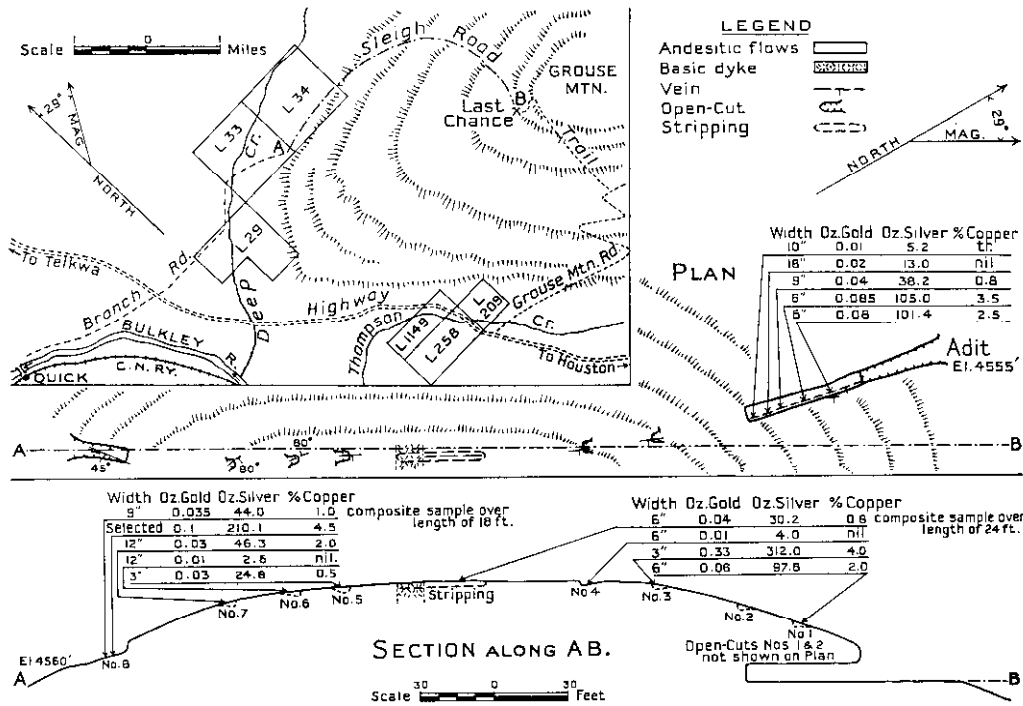 Scale 0 Miles
29°
MAG
NORTH
Sleigh Road
GROUSE MTN.
B
Last Chance
Trail
L34
L33
Cr.
A
L29
Deep
To Telkwa
Branch Rd.
Highway
Grouse Mtn. Rd.
BULKLEY R.
C.N.RY.
QUICK
Thompson Cr.
L1149
L258
L 209
To Houston
LEGEND
Andesitic flows
Basic dyke
Vein
Open-Cut
Stripping
NORTH
MAG.
29°
PLAN
Width Oz.Gold Oz.Silver %Copper
10" 0.01 5.2 tr.
18" 0.02 13.0 nil
9" 0.04 38.2 0.8
6" 0.085 105.0 3.5
6" 0.08 101.4 2.5
Adit
El. 4555'
A
45°
80°
80°
B
Width Oz.Gold Oz.Silver %Copper
9" 0.035 44.0 1.0 composite sample over length of 18 ft.
Selected 0.1 210.1 4.5
12" 0.03 46.3 2.0
12" 0.01 2.6 nil.
3" 0.03 24.8 0.5
Width Oz.Gold Oz.Silver %Copper
6" 0.04 30.2 0.6 composite sample over length of 24 ft.
6" 0.01 4.0 nil
3" 0.33 312.0 4.0
6" 0.06 97.8 2.0
El 4560'
A
No.8
No.7
No.6
No.5
Stripping
No 4
No.3
No.2
No 1
Open-Cuts Nos 1 & 2 not shown on Plan
SECTION ALONG AB.
B
30 0 30
Scale Feet